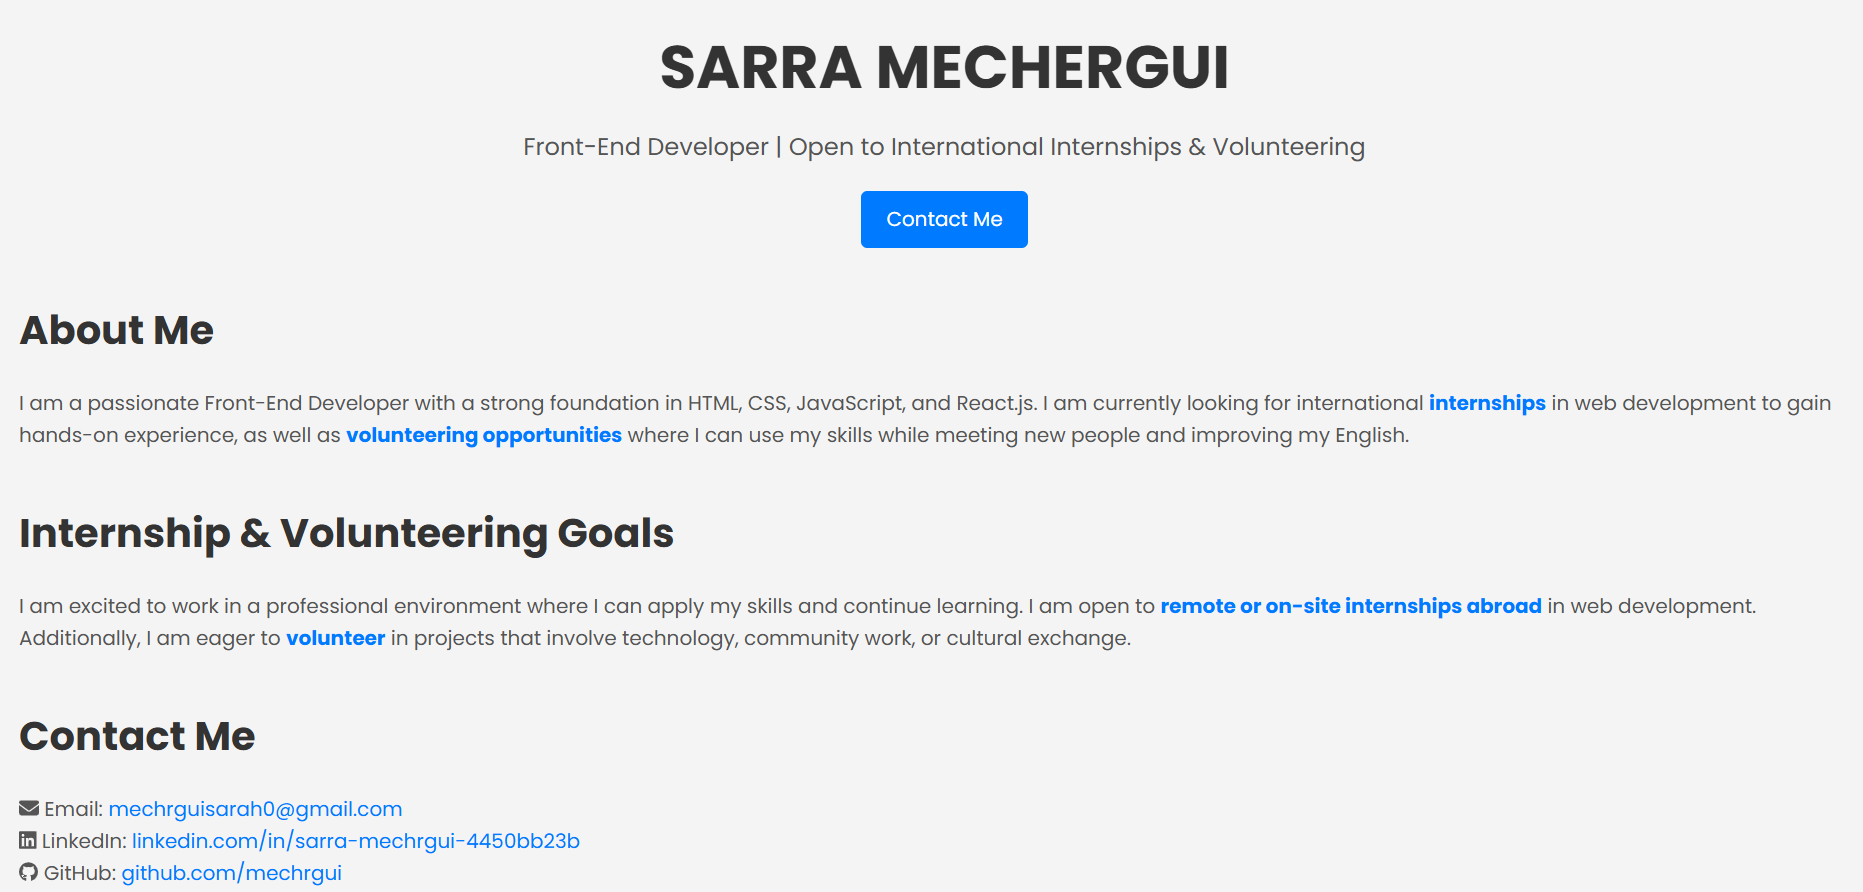 SARRA MECHERGUI
Front-End Developer | Open to International Internships & Volunteering
Contact Me
About Me
I am a passionate Front-End Developer with a strong foundation in HTML, CSS, JavaScript, and React.js. I am currently looking for international internships in web development to gain
hands-on experience, as well as volunteering opportunities where I can use my skills while meeting new people and improving my English.
Internship & Volunteering Goals
I am excited to work in a professional environment where I can apply my skills and continue learning. I am open to remote or on-site internships abroad in web development.
Additionally, I am eager to volunteer in projects that involve technology, community work, or cultural exchange.
Contact Me
Email: mechrguisarah0@gmail.com
LinkedIn: linkedin.com/in/sarra-mechrgui-4450bb23b
GitHub: github.com/mechrgui